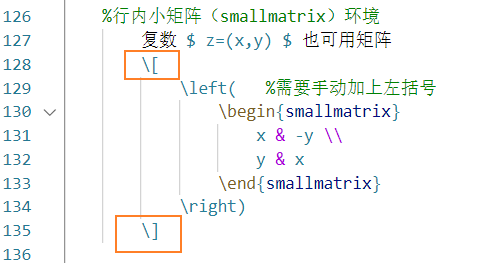 126 %行内小矩阵（smallmatrix）环境
127 复数 $ z=(x,y) $ 也可用矩阵
128 \[
129 \left( %需要手动加上左括号
130 \begin{smallmatrix}
131 x & -y \\
132 y & x
133 \end{smallmatrix}
134 \right)
135 \]
136